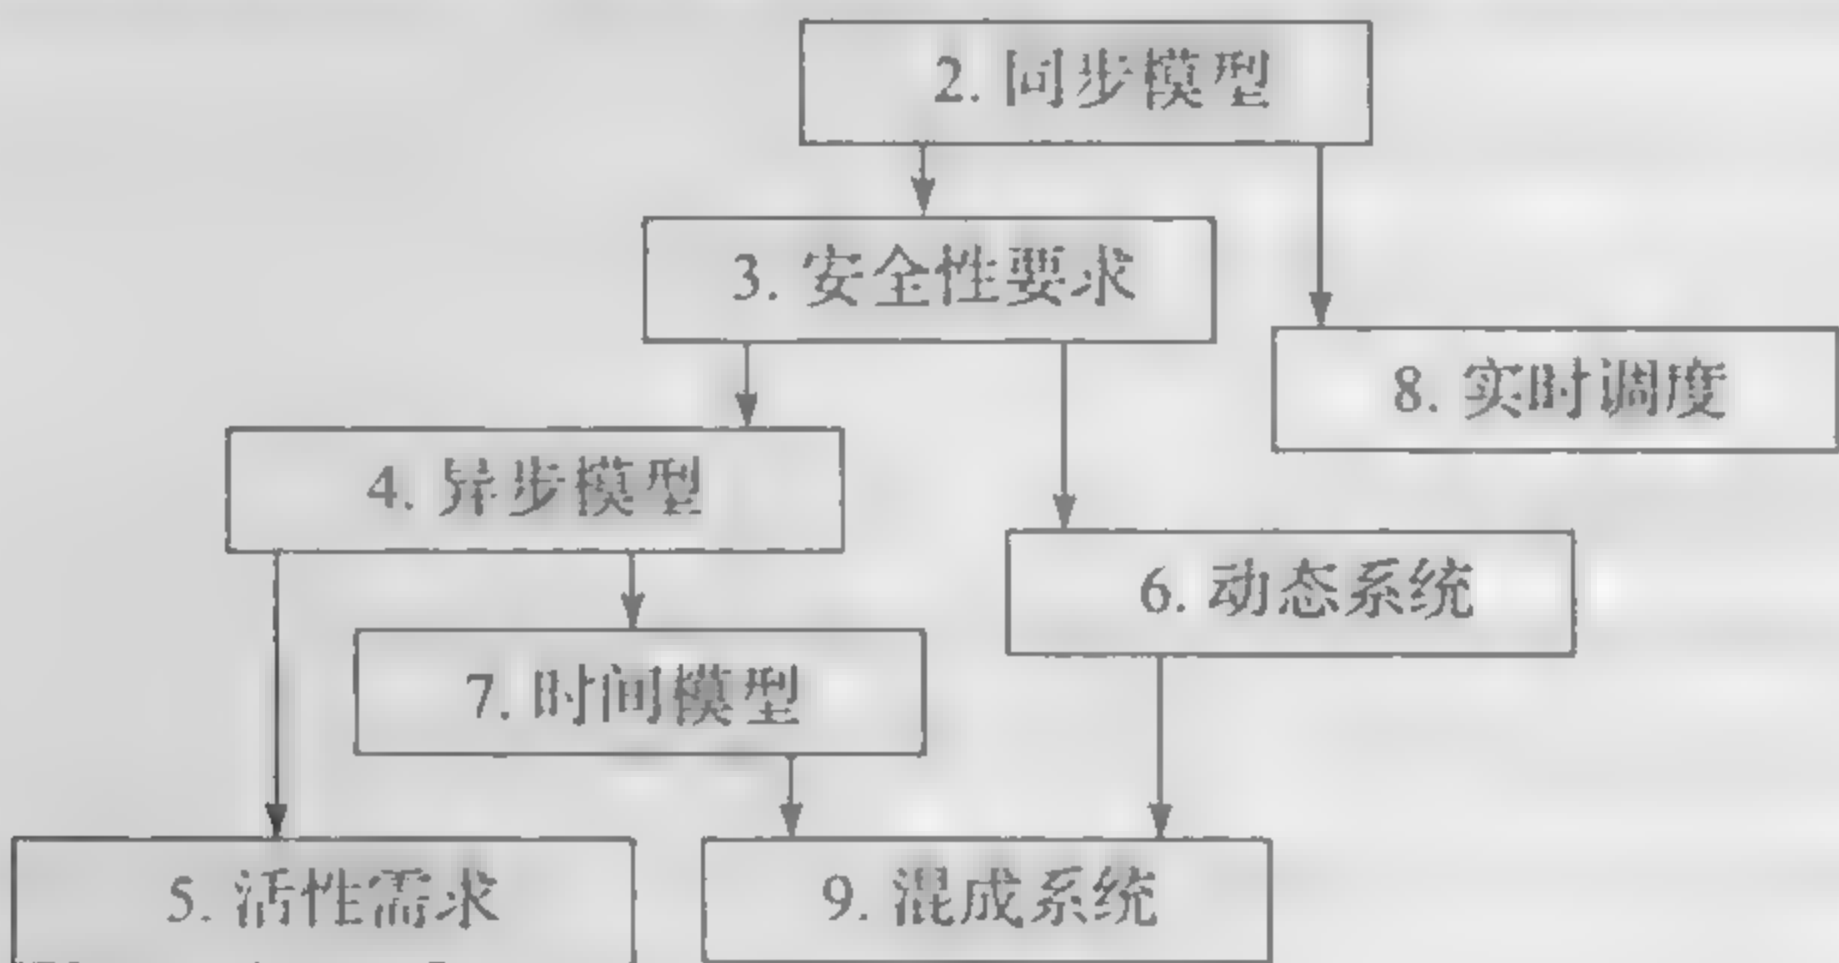 2. 同步模型
3. 安全性要求
8. 实时调度
4. 异步模型
6. 动态系统
7. 时间模型
5. 活性需求
9. 混成系统